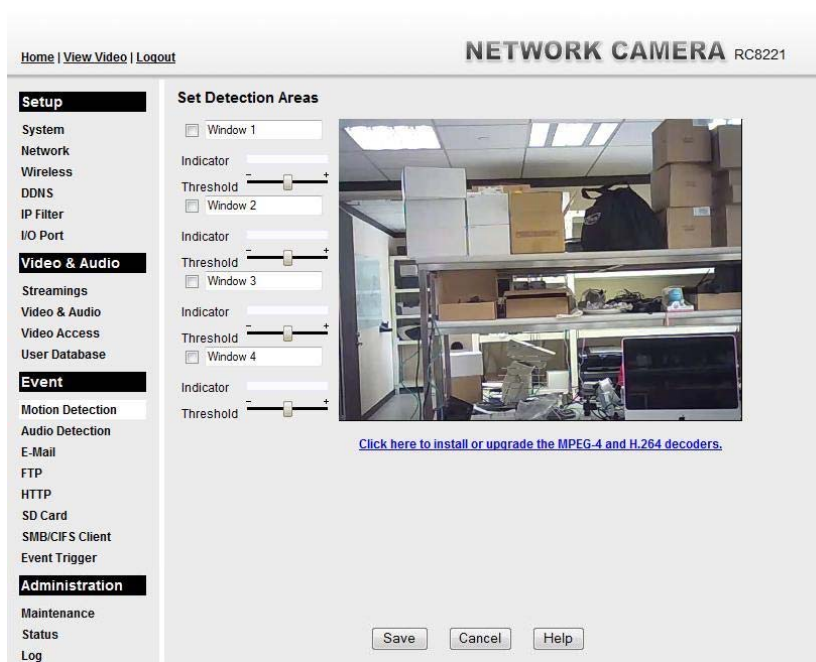 Home | View Video | Logout
NETWORK CAMERA RC8221
Setup
System
Network
Wireless
DDNS
IP Filter
I/O Port
Video & Audio
Streamings
Video & Audio
Video Access
User Database
Event
Motion Detection
Audio Detection
E-Mail
FTP
HTTP
SD Card
SMB/CIFS Client
Event Trigger
Administration
Maintenance
Status
Log
Set Detection Areas
Window 1
Indicator
Threshold - +
Window 2
Indicator
Threshold - +
Window 3
Indicator
Threshold - +
Window 4
Indicator
Threshold - +
Click here to install or upgrade the MPEG-4 and H.264 decoders.
Save Cancel Help